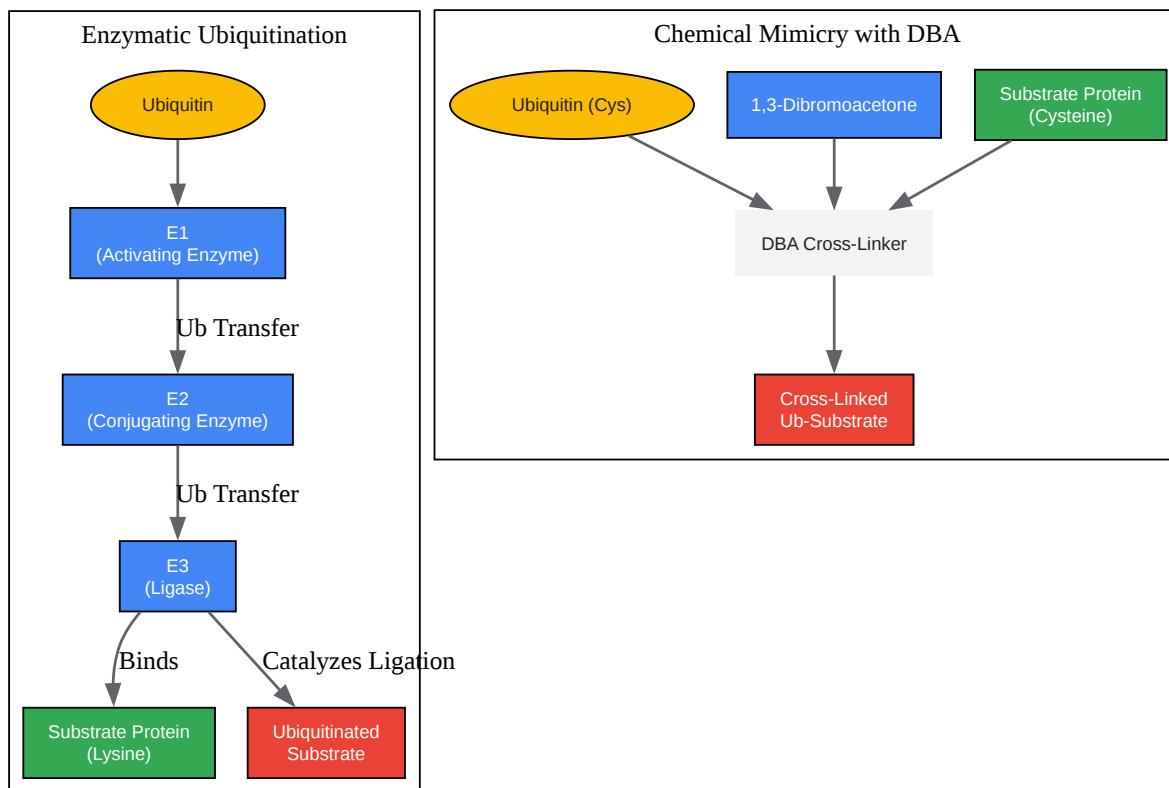 Enzymatic Ubiquitination
Ubiquitin
E1
(Activating Enzyme)
Ub Transfer
E2
(Conjugating Enzyme)
Ub Transfer
E3
(Ligase)
Binds
Catalyzes Ligation
Substrate Protein
(Lysine)
Ubiquitinated
Substrate
Chemical Mimicry with DBA
Ubiquitin (Cys)
1,3-Dibromoacetone
Substrate Protein
(Cysteine)
DBA Cross-Linker
Cross-Linked
Ub-Substrate